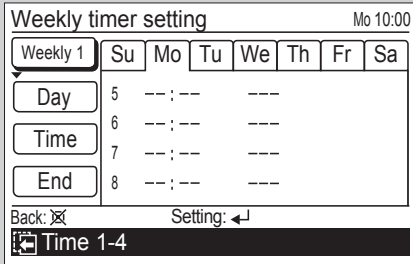 Weekly timer setting Mo 10:00
Weekly 1 Su Mo Tu We Th Fr Sa
Day 5 --:-- ---
6 --:-- ---
Time
7 --:-- ---
End 8 --:-- ---
Back: Setting:
Time 1-4